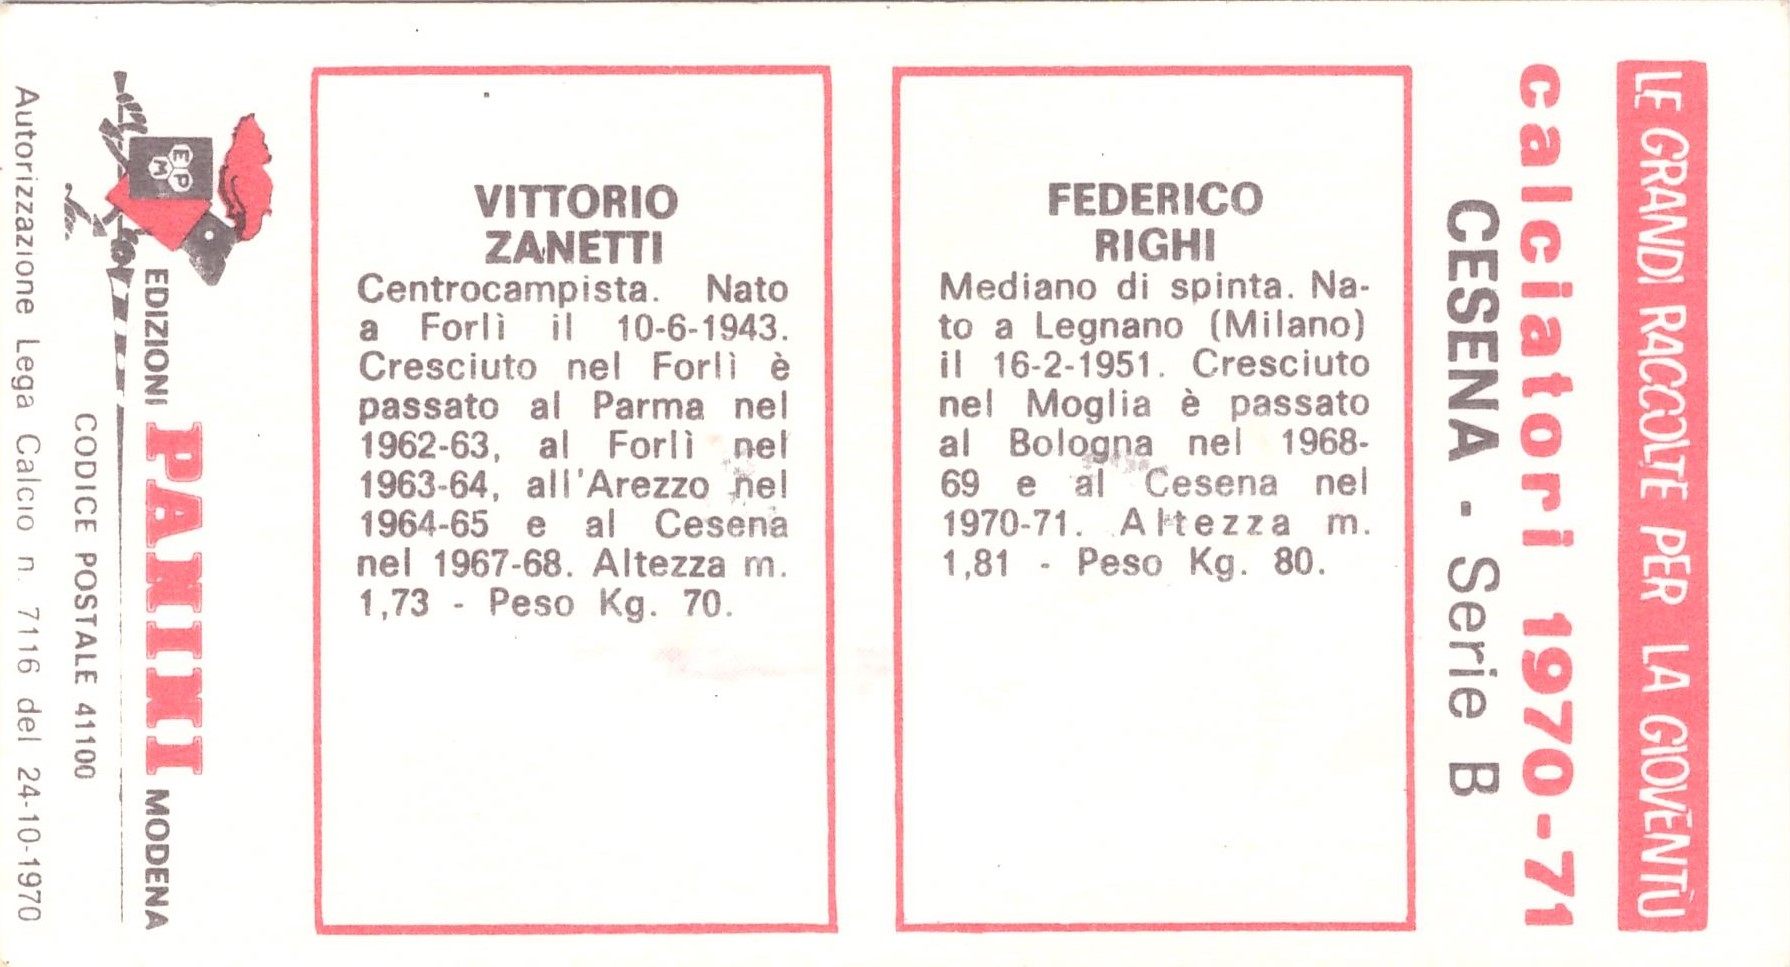 LE GRANDI RACCOLTE PER LA GIOVENTÙ
calciatori 1970-71
CESENA - Serie B
VITTORIO
ZANETTI
Centrocampista. Nato
a Forlì il 10-6-1943.
Cresciuto nel Forlì è
passato al Parma nel
1962-63, al Forlì nel
1963-64, all'Arezzo nel
1964-65 e al Cesena
nel 1967-68. Altezza m.
1,73 - Peso Kg. 70.
FEDERICO
RIGHI
Mediano di spinta. Na-
to a Legnano (Milano)
il 16-2-1951. Cresciuto
nel Moglia è passato
al Bologna nel 1968-
69 e al Cesena nel
1970-71. Altezza m.
1,81 - Peso Kg. 80.
EPM
EDIZIONI PANINI MODENA
CODICE POSTALE 41100
Autorizzazione Lega Calcio n. 7116 del 24-10-1970